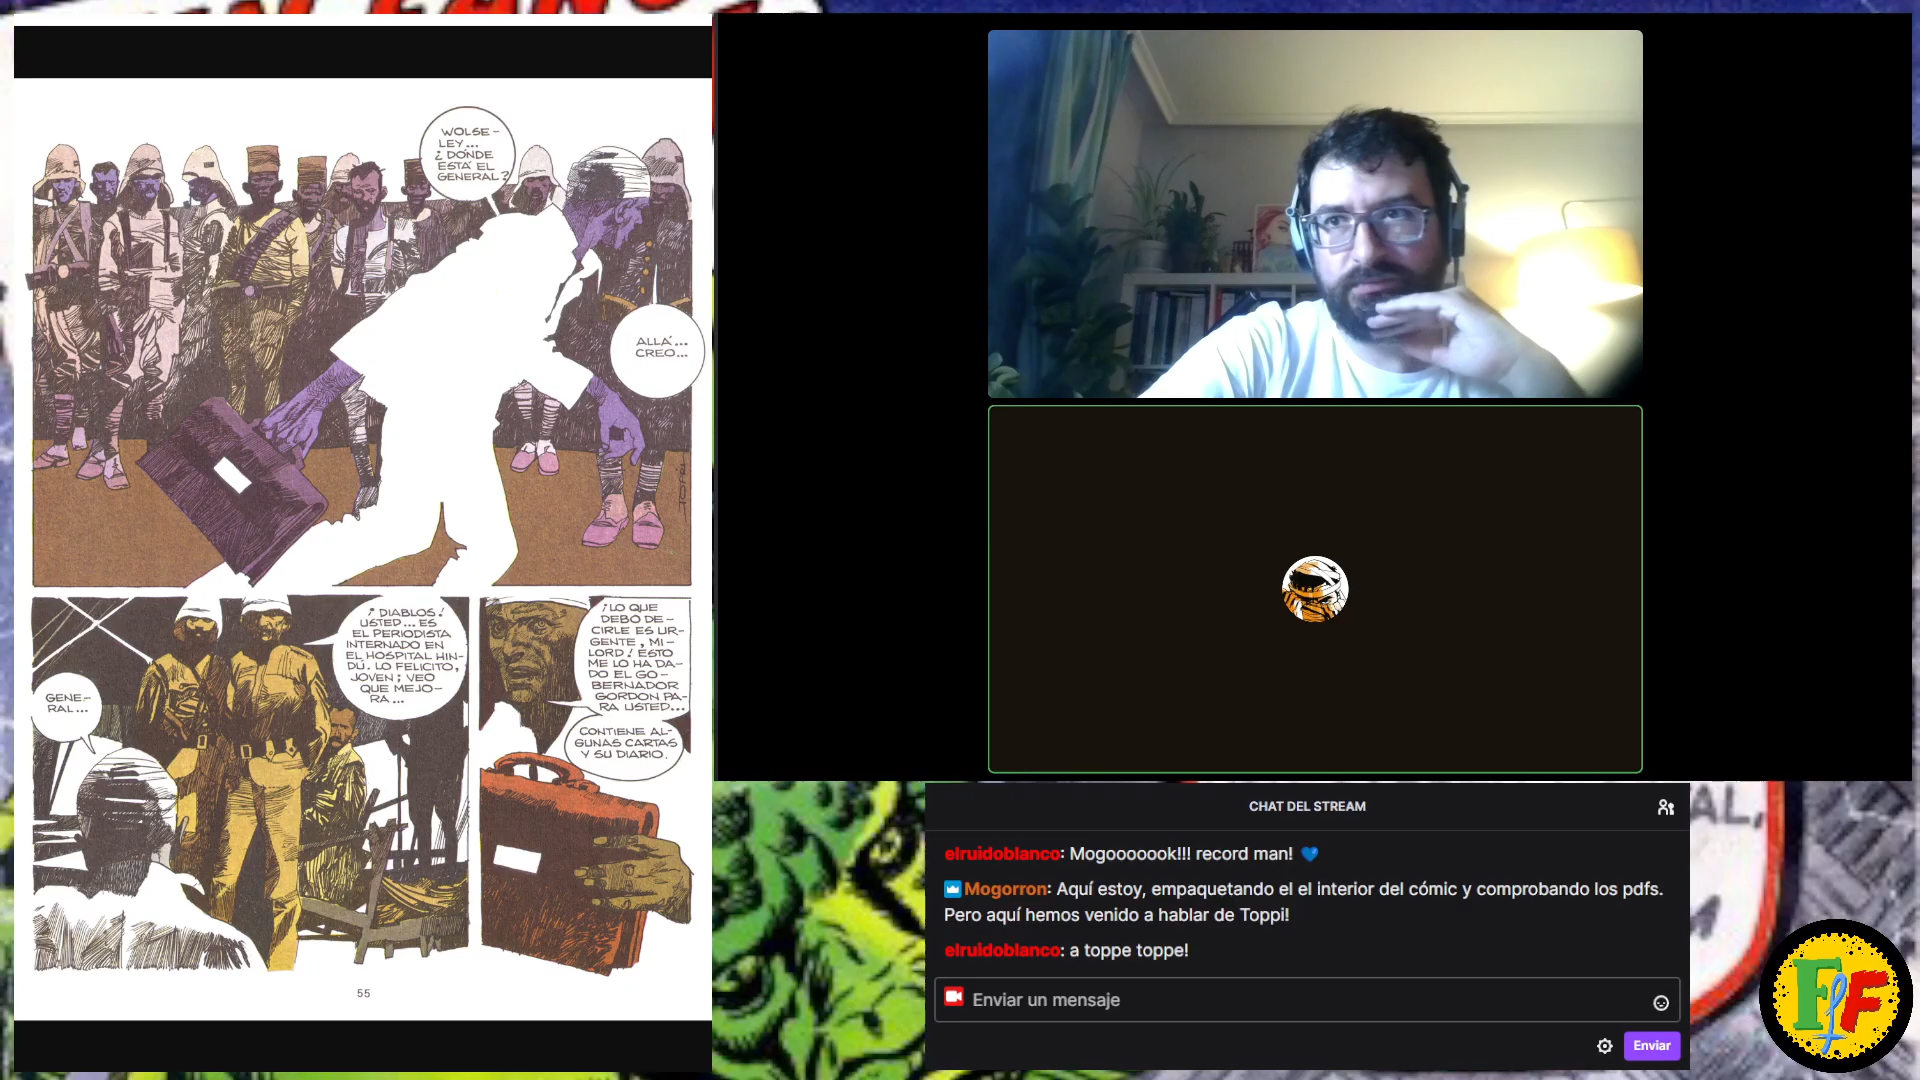 WOLSE-
LEY...
¿DÓNDE
ESTÁ EL
GENERAL?
ALLÁ...
CREO...
TOPPI
GENE-
RAL...
¡DIABLOS!
USTED... ES
EL PERIODISTA
INTERNADO EN
EL HOSPITAL HIN-
DÚ. LO FELICITO,
JOVEN; VEO
QUE MEJO-
RA...
¡LO QUE
DEBO DE-
CIRLE ES UR-
GENTE, MI-
LORD! ESTO
ME LO HA DA-
DO EL GO-
BERNADOR
GORDON PA-
RA USTED...
CONTIENE AL-
GUNAS CARTAS
Y SU DIARIO.
55
CHAT DEL STREAM
elruidoblanco: Mogooooook!!! record man! 💙
Mogorron: Aquí estoy, empaquetando el el interior del cómic y comprobando los pdfs.
Pero aquí hemos venido a hablar de Toppi!
elruidoblanco: a toppe toppe!
Enviar un mensaje
Enviar
AL,
FfF